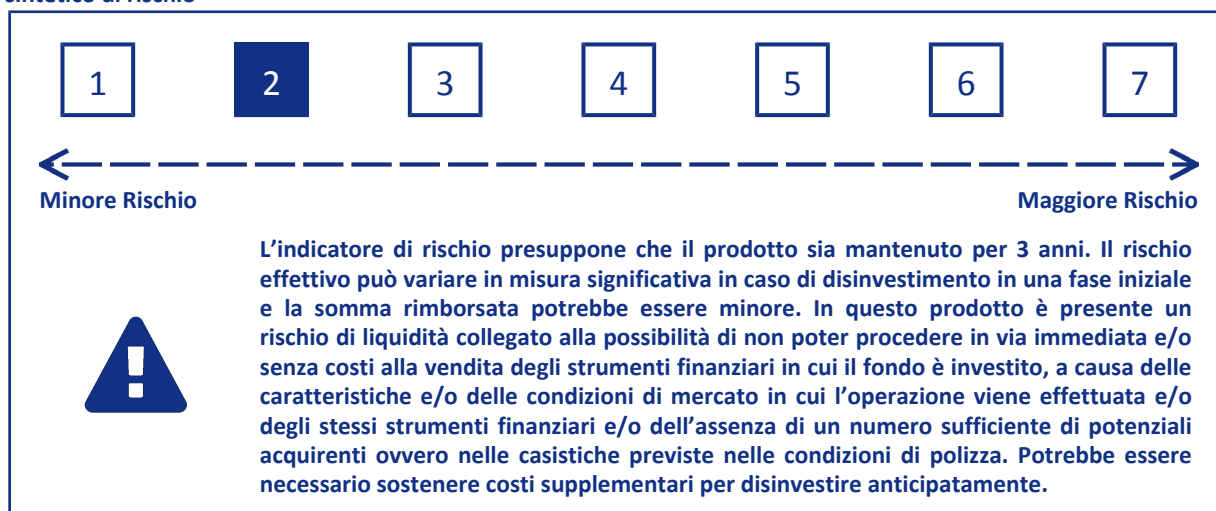 sintetico di rischio
1 2 3 4 5 6 7
Minore Rischio Maggiore Rischio
L’indicatore di rischio presuppone che il prodotto sia mantenuto per 3 anni. Il rischio
effettivo può variare in misura significativa in caso di disinvestimento in una fase iniziale
e la somma rimborsata potrebbe essere minore. In questo prodotto è presente un
rischio di liquidità collegato alla possibilità di non poter procedere in via immediata e/o
senza costi alla vendita degli strumenti finanziari in cui il fondo è investito, a causa delle
caratteristiche e/o delle condizioni di mercato in cui l’operazione viene effettuata e/o
degli stessi strumenti finanziari e/o dell’assenza di un numero sufficiente di potenziali
acquirenti ovvero nelle casistiche previste nelle condizioni di polizza. Potrebbe essere
necessario sostenere costi supplementari per disinvestire anticipatamente.